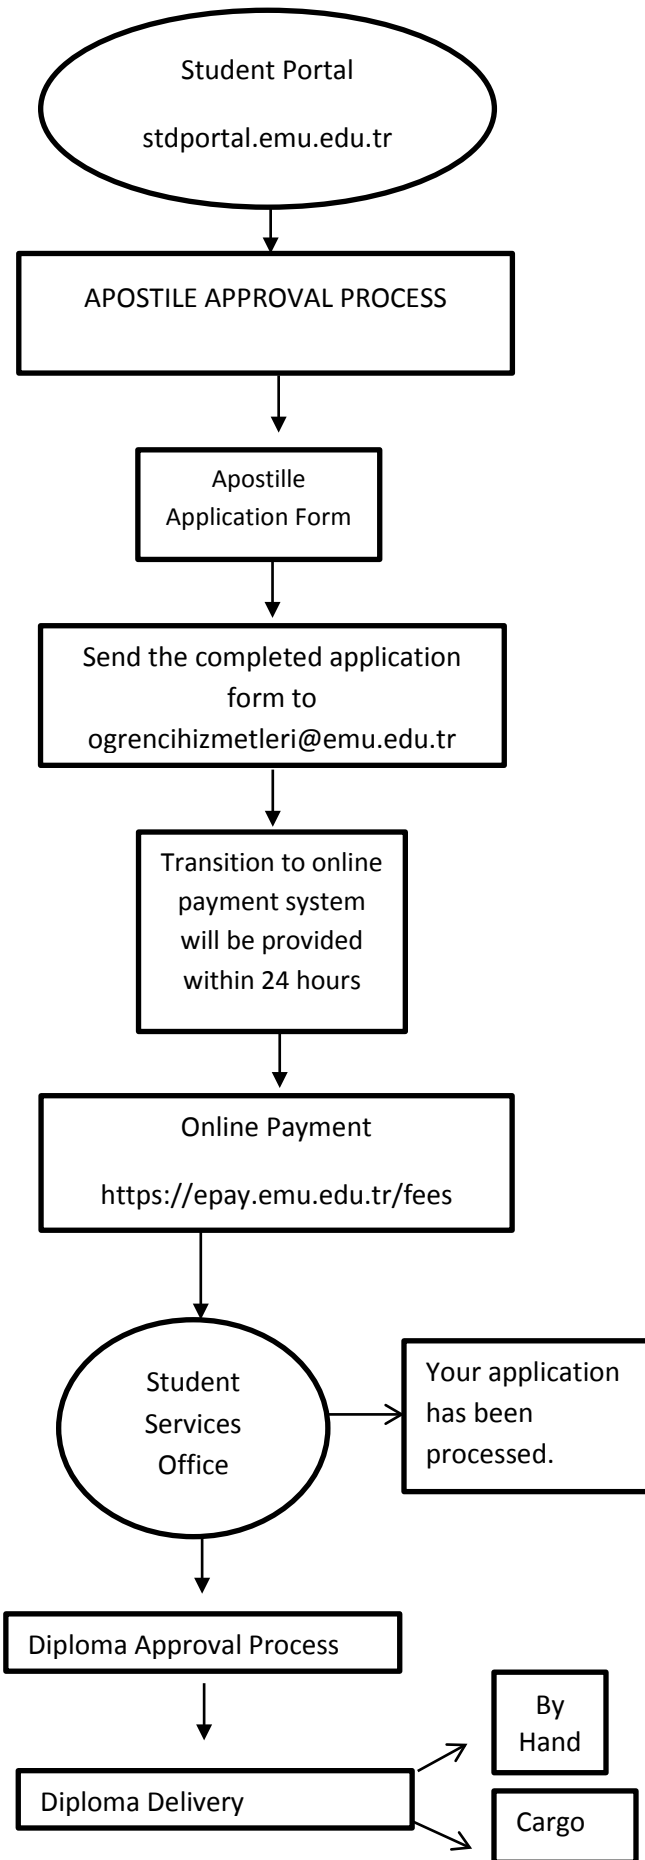 Student Portal
stdportal.emu.edu.tr
APOSTILE APPROVAL PROCESS
Apostille
Application Form
Send the completed application
form to
ogrencihizmetleri@emu.edu.tr
Transition to online
payment system
will be provided
within 24 hours
Online Payment
https://epay.emu.edu.tr/fees
Student
Services
Office
Your application
has been
processed.
Diploma Approval Process
Diploma Delivery
By
Hand
Cargo